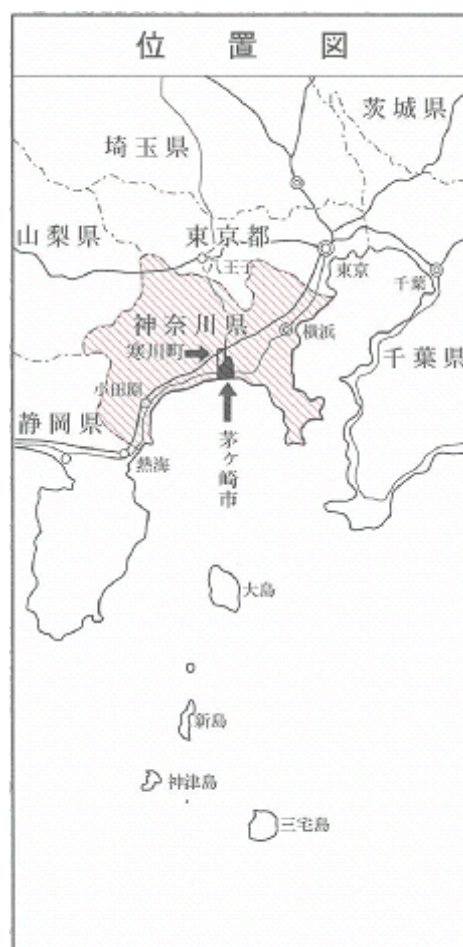 位置図
茨城県
埼玉県
山梨県
東京都
八王子
東京
千葉
神奈川県
横浜
寒川町
千葉県
小田原
静岡県
茅ヶ崎市
熱海
大島
新島
神津島
三宅島